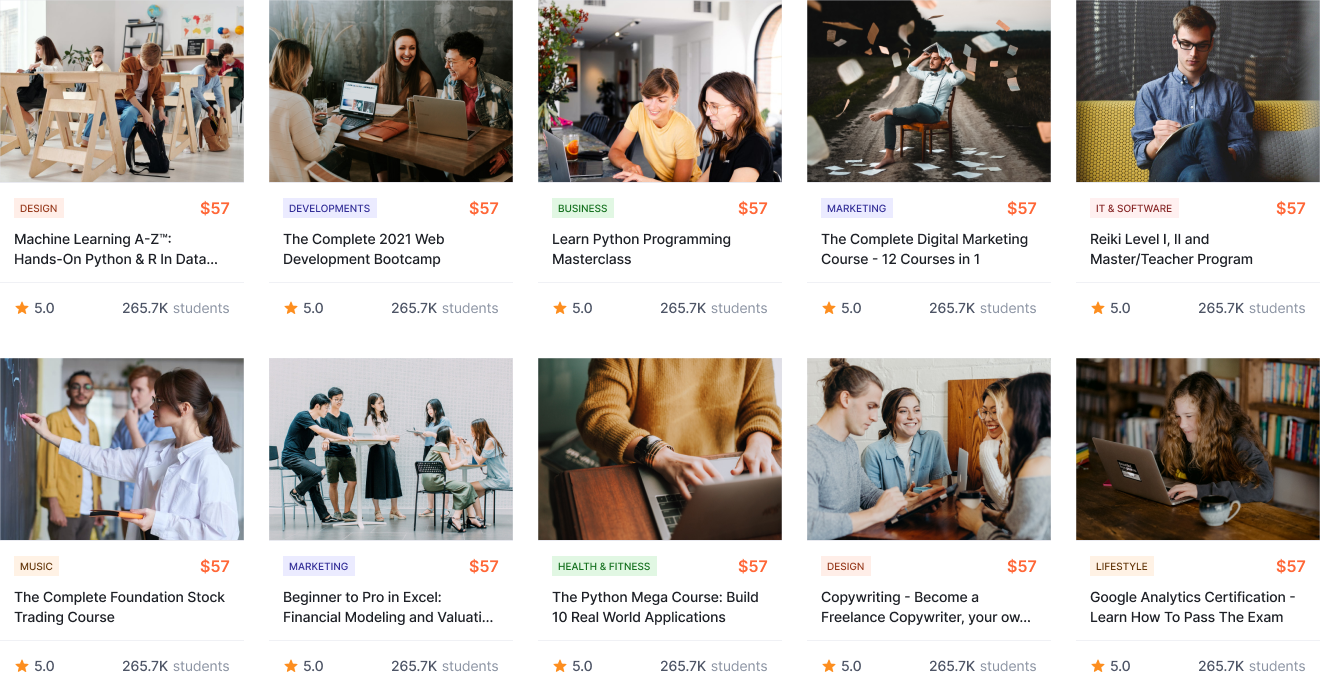 DESIGN $57
Machine Learning A-Z™:
Hands-On Python & R In Data...
5.0 265.7K students
DEVELOPMENTS $57
The Complete 2021 Web
Development Bootcamp
5.0 265.7K students
BUSINESS $57
Learn Python Programming
Masterclass
5.0 265.7K students
MARKETING $57
The Complete Digital Marketing
Course - 12 Courses in 1
5.0 265.7K students
IT & SOFTWARE $57
Reiki Level I, II and
Master/Teacher Program
5.0 265.7K students
MUSIC $57
The Complete Foundation Stock
Trading Course
5.0 265.7K students
MARKETING $57
Beginner to Pro in Excel:
Financial Modeling and Valuati...
5.0 265.7K students
HEALTH & FITNESS $57
The Python Mega Course: Build
10 Real World Applications
5.0 265.7K students
DESIGN $57
Copywriting - Become a
Freelance Copywriter, your ow...
5.0 265.7K students
LIFESTYLE $57
Google Analytics Certification -
Learn How To Pass The Exam
5.0 265.7K students